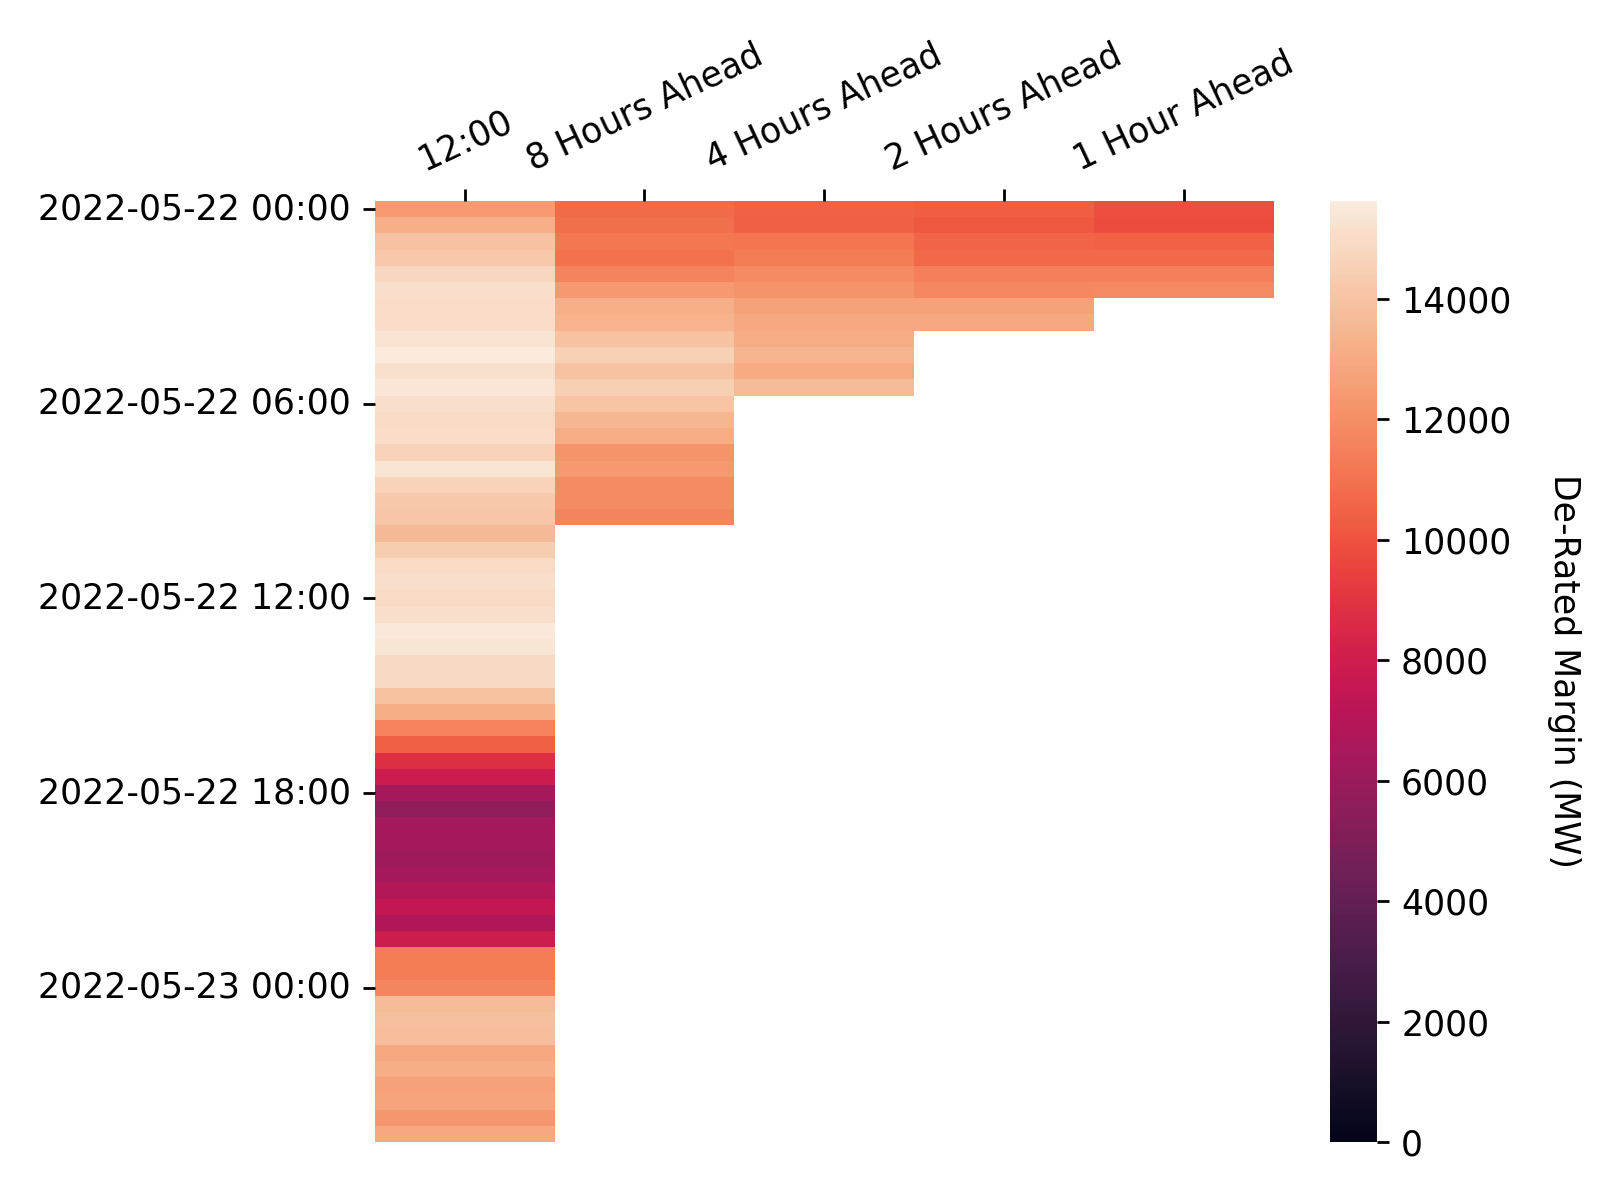 12:00
8 Hours Ahead
4 Hours Ahead
2 Hours Ahead
1 Hour Ahead
2022-05-22 00:00
2022-05-22 06:00
2022-05-22 12:00
2022-05-22 18:00
2022-05-23 00:00
14000
12000
10000
8000
6000
4000
2000
0
De-Rated Margin (MW)